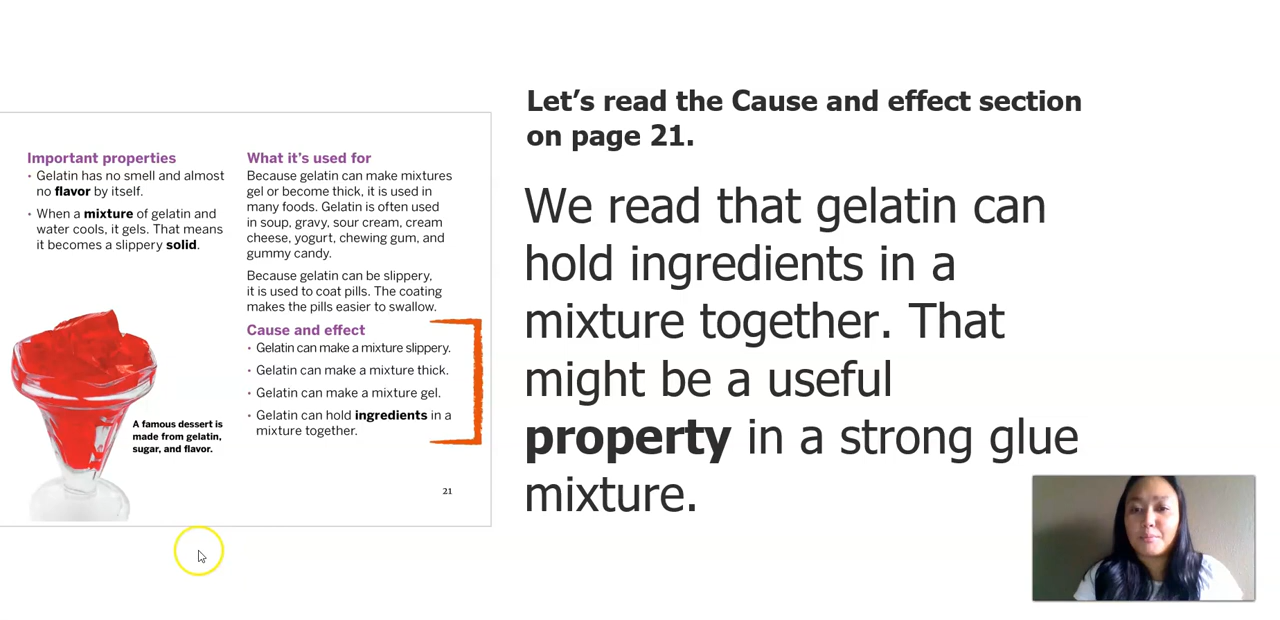 Important properties
• Gelatin has no smell and almost
no flavor by itself.
• When a mixture of gelatin and
water cools, it gels. That means
it becomes a slippery solid.
A famous dessert is
made from gelatin,
sugar, and flavor.
What it's used for
Because gelatin can make mixtures
gel or become thick, it is used in
many foods. Gelatin is often used
in soup, gravy, sour cream, cream
cheese, yogurt, chewing gum, and
gummy candy.
Because gelatin can be slippery,
it is used to coat pills. The coating
makes the pills easier to swallow.
Cause and effect
• Gelatin can make a mixture slippery.
• Gelatin can make a mixture thick.
• Gelatin can make a mixture gel.
• Gelatin can hold ingredients in a
mixture together.
21
Let's read the Cause and effect section
on page 21.
We read that gelatin can
hold ingredients in a
mixture together. That
might be a useful
property in a strong glue
mixture.